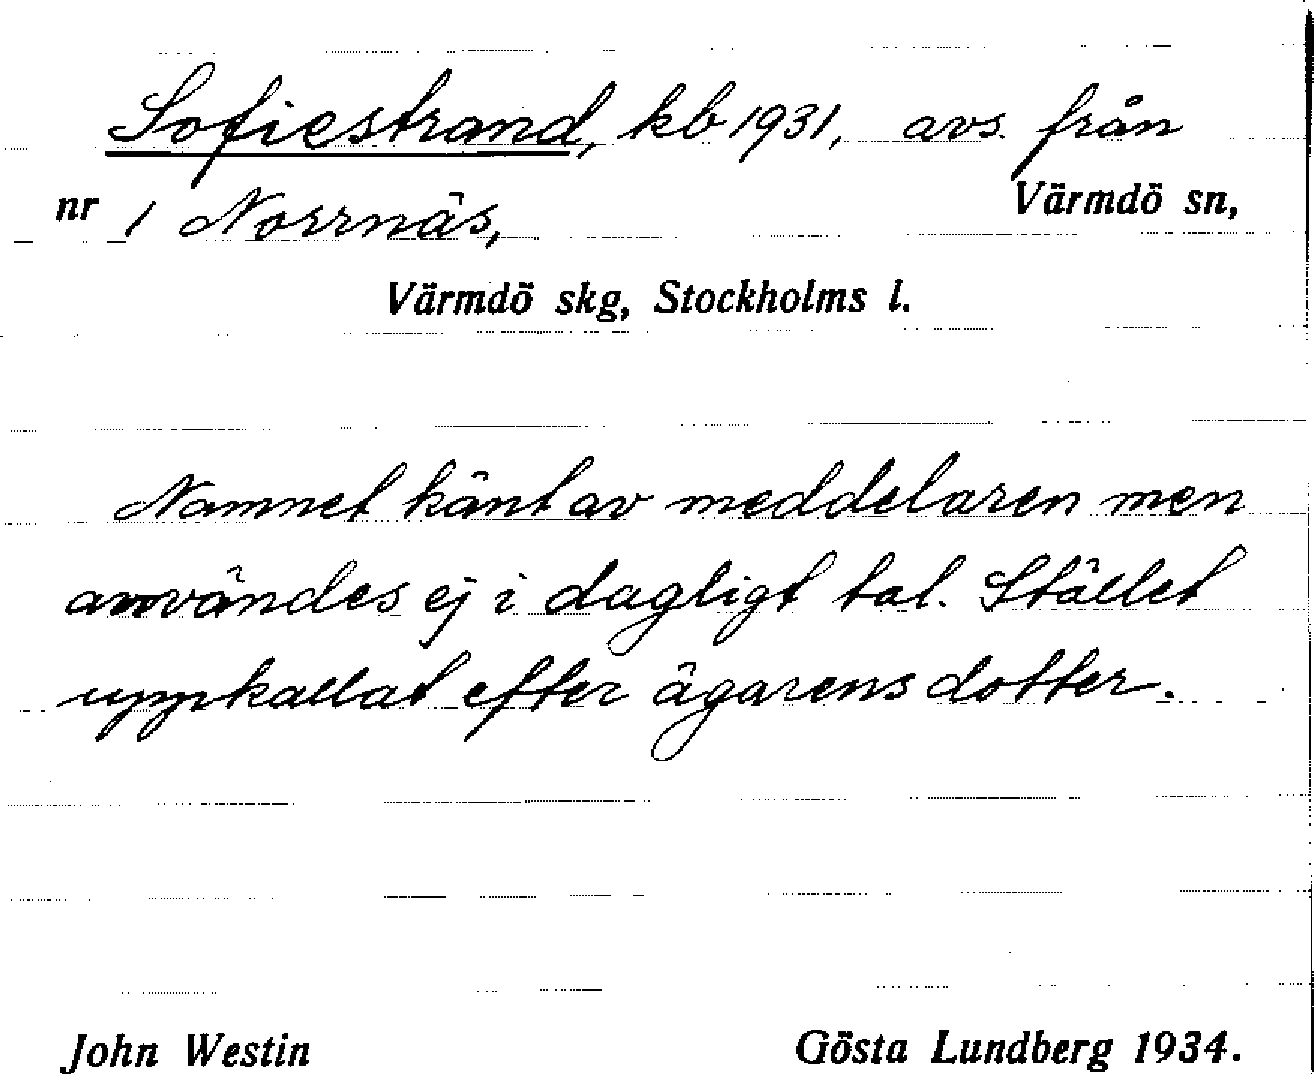 Sofiestrand, kb 1931, avs. från
nr 1 Norrnäs, Värmdö sn,
Värmdö skg, Stockholms l.
Namnet känt av meddelaren men
användes ej i dagligt tal. Stället
uppkallat efter ägarens dotter.
John Westin Gösta Lundberg 1934.